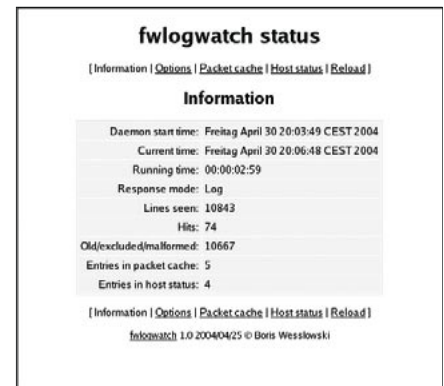 fwlogwatch status
[ Information | Options | Packet cache | Host status | Reload ]
Information
Daemon start time: Freitag April 30 20:03:49 CEST 2004
Current time: Freitag April 30 20:06:48 CEST 2004
Running time: 00:00:02:59
Response mode: Log
Lines seen: 10843
Hits: 74
Old/excluded/malformed: 10667
Entries in packet cache: 5
Entries in host status: 4
[ Information | Options | Packet cache | Host status | Reload ]
fwlogwatch 1.0 2004/04/25 © Boris Wesslowski